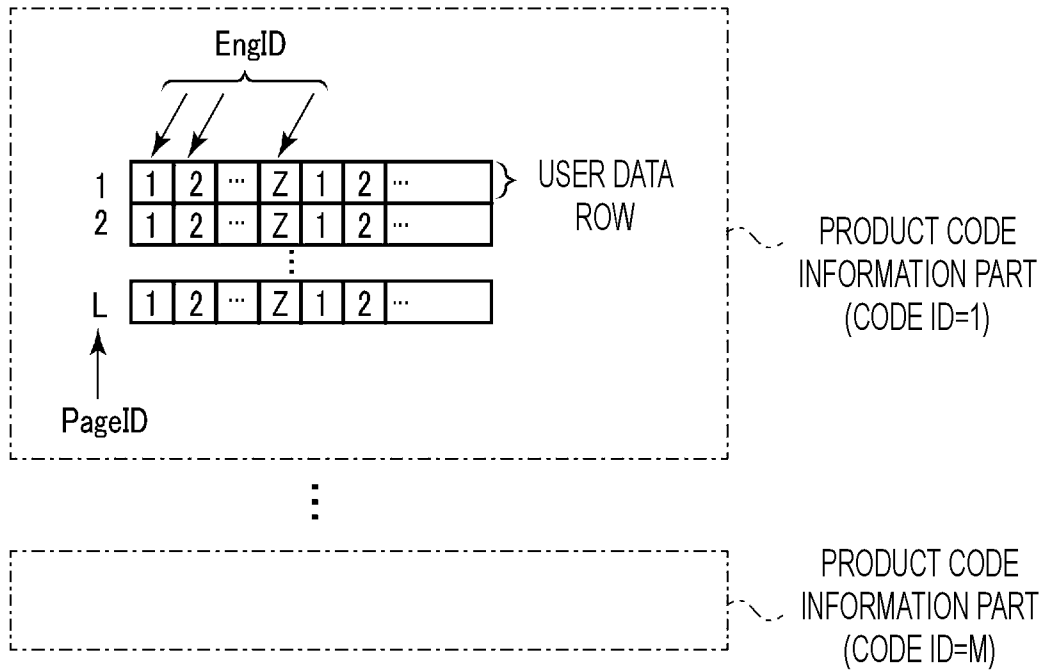 EngID
1 1 2 … Z 1 2 …
USER DATA
ROW
2 1 2 … Z 1 2 …
⋮
L 1 2 … Z 1 2 …
PageID
PRODUCT CODE
INFORMATION PART
(CODE ID=1)
⋮
PRODUCT CODE
INFORMATION PART
(CODE ID=M)